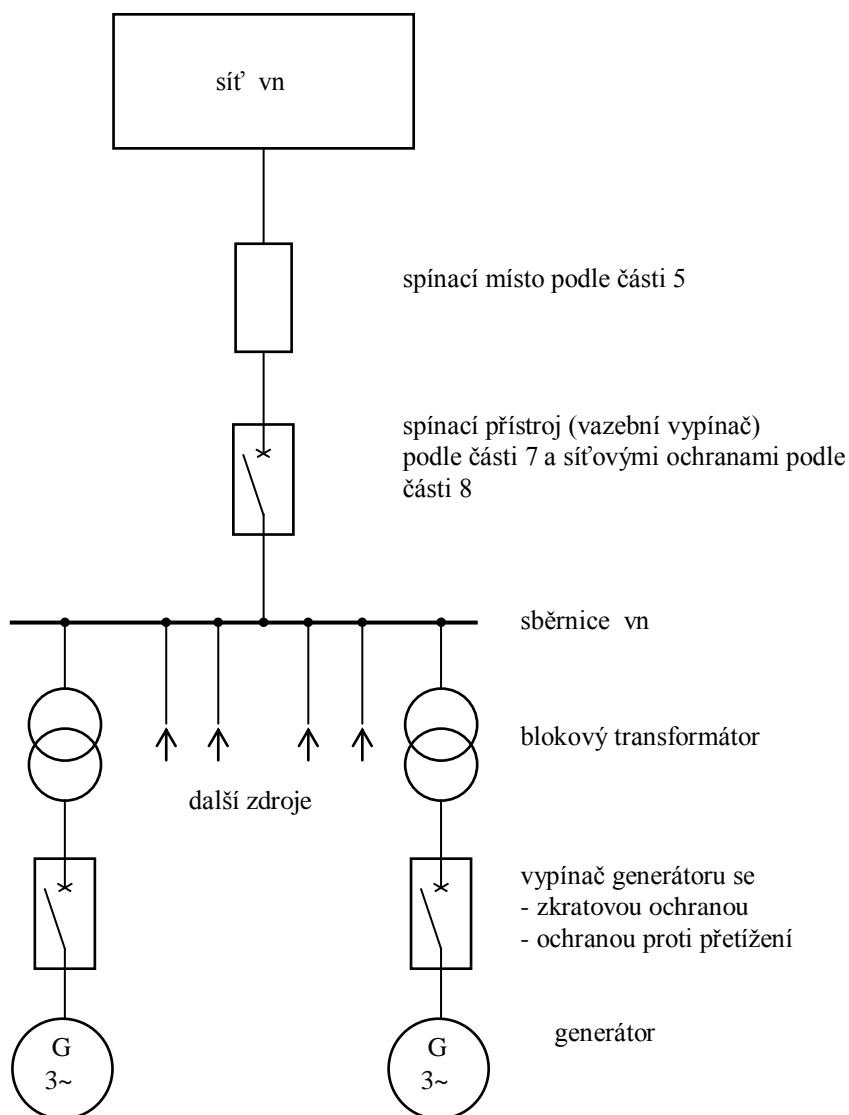 síť vn
spínací místo podle části 5
spínací přístroj (vazební vypínač)
podle části 7 a síťovými ochranami podle
části 8
sběrnice vn
blokový transformátor
další zdroje
vypínač generátoru se
- zkratovou ochranou
- ochranou proti přetížení
generátor
G
3~
G
3~